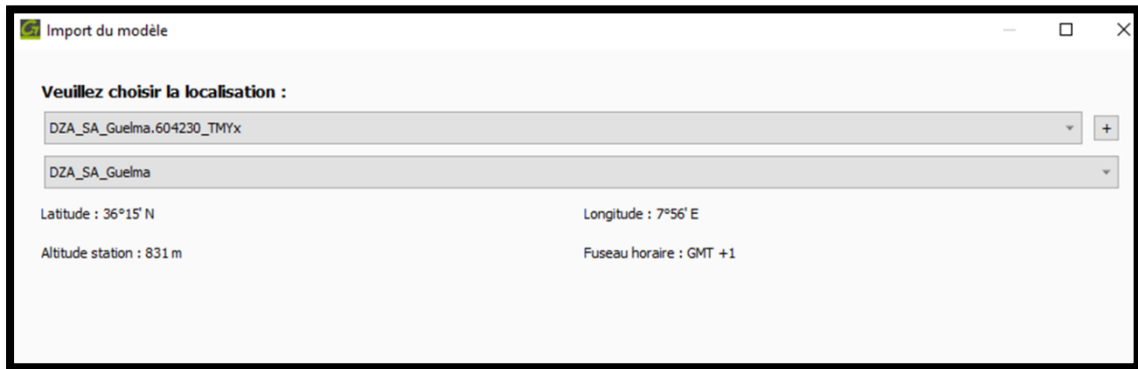 Import du modèle
Veuillez choisir la localisation :
DZA_SA_Guelma.604230_TMYx
+
DZA_SA_Guelma
Latitude : 36°15' N
Longitude : 7°56' E
Altitude station : 831 m
Fuseau horaire : GMT +1